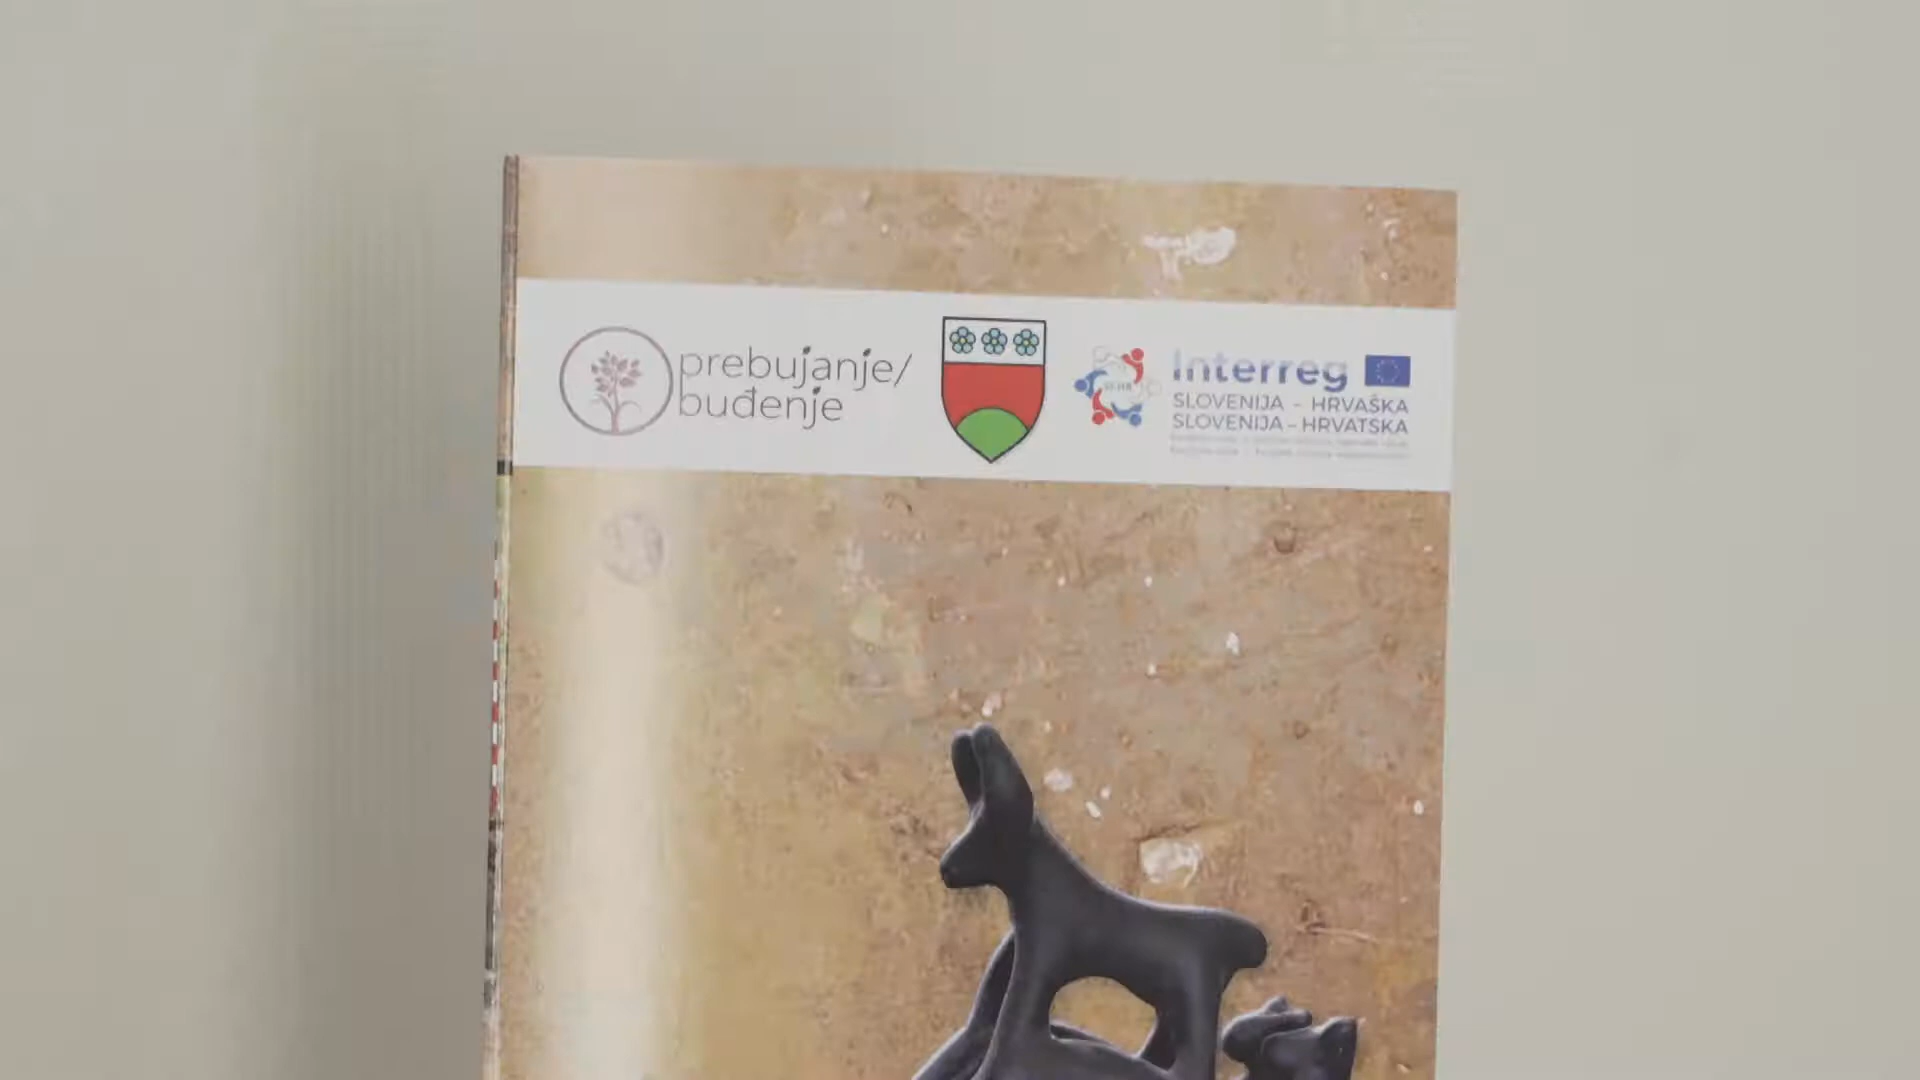 prebujanje/
buđenje
Interreg
SLOVENIJA - HRVAŠKA
SLOVENIJA - HRVATSKA